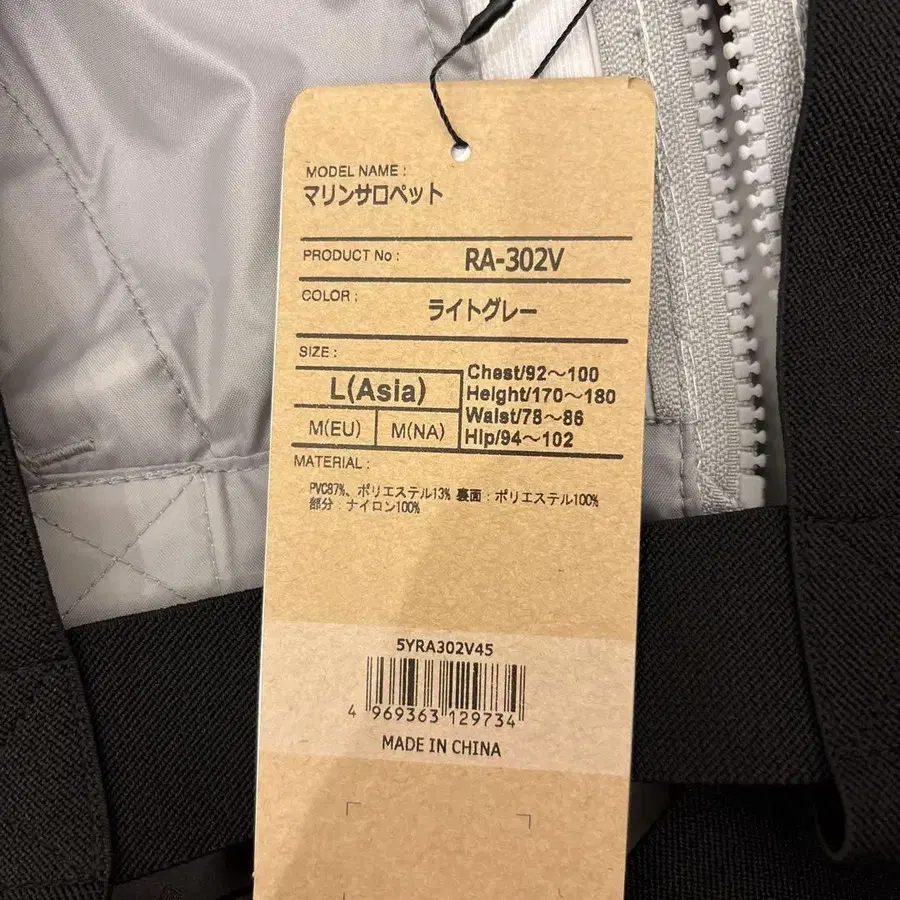 MODEL NAME :
マリンサロペット
PRODUCT No : RA-302V
COLOR : ライトグレー
SIZE :
L(Asia)
M(EU) M(NA)
Chest/92～100
Height/170～180
Waist/78～86
Hip/94～102
MATERIAL :
PVC87%、ポリエステル13% 裏面：ポリエステル100%
部分：ナイロン100%
5YRA302V45
4 969363 129734
MADE IN CHINA